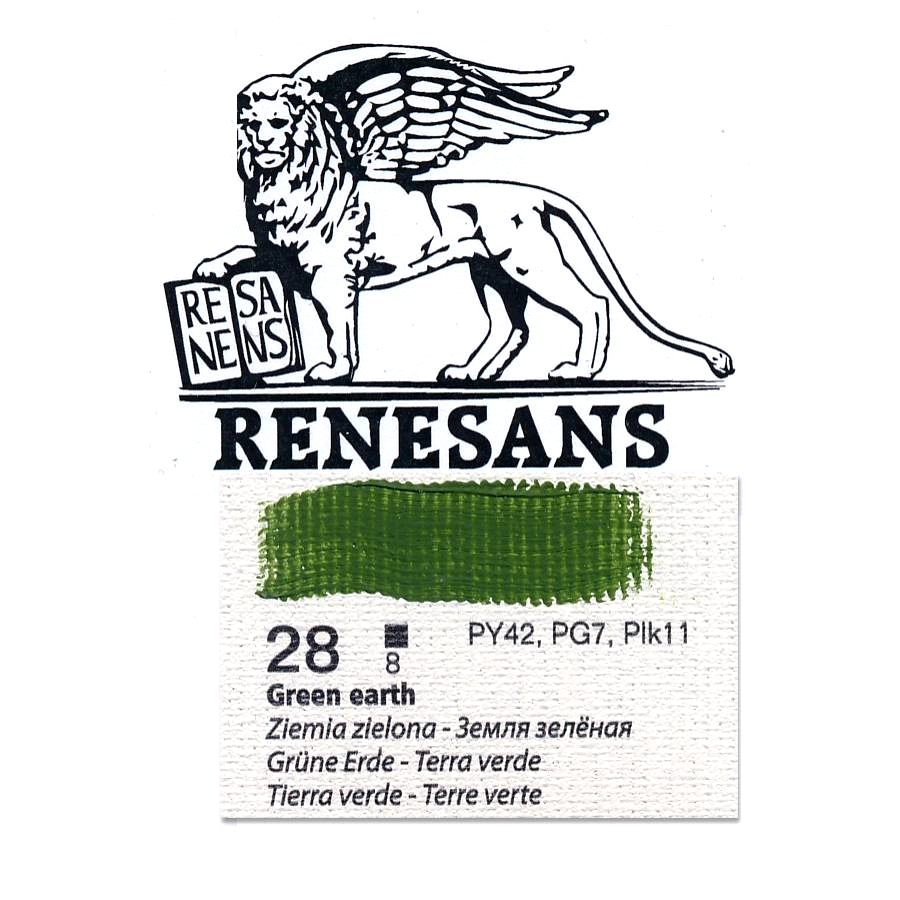 RE SA
NE NS
RENESANS
28
8
PY42, PG7, Plk11
Green earth
Ziemia zielona - Земля зелёная
Grüne Erde - Terra verde
Tierra verde - Terre verte